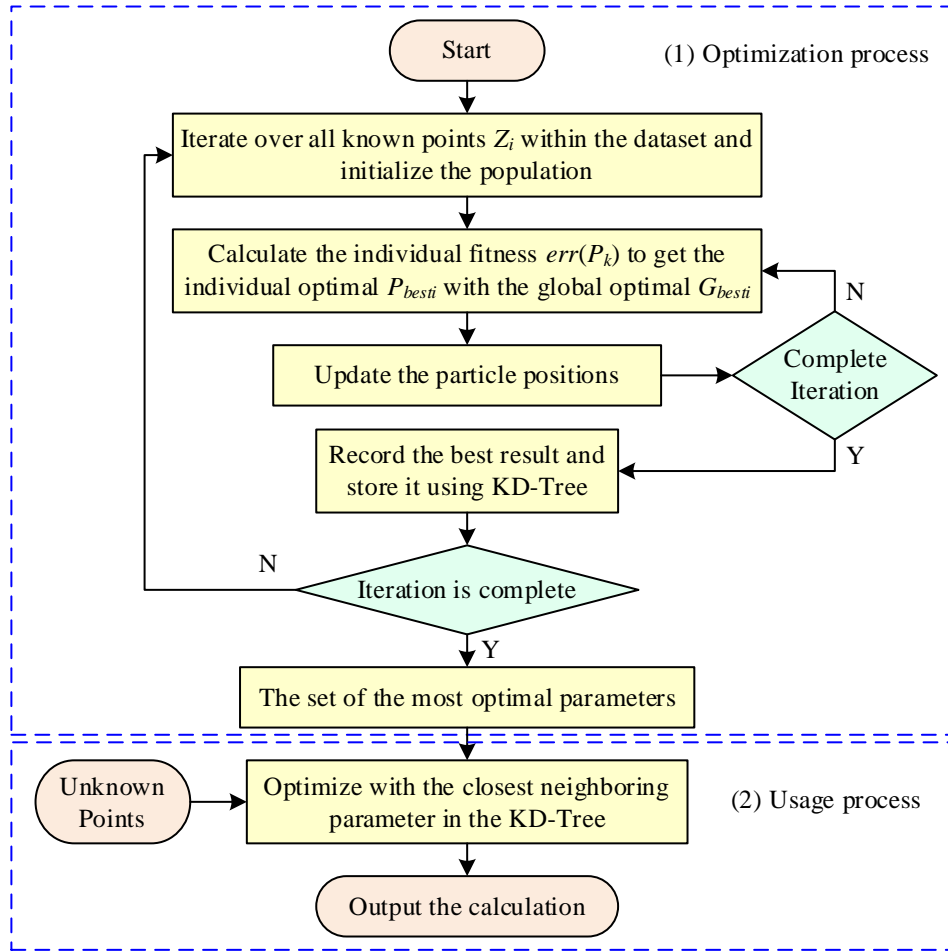 Start
(1) Optimization process
Iterate over all known points Zi within the dataset and
initialize the population
Calculate the individual fitness err(Pk) to get the
individual optimal Pbesti with the global optimal Gbesti
N
Update the particle positions
Complete
Iteration
Y
Record the best result and
store it using KD-Tree
N
Iteration is complete
Y
The set of the most optimal parameters
Unknown
Points
Optimize with the closest neighboring
parameter in the KD-Tree
(2) Usage process
Output the calculation